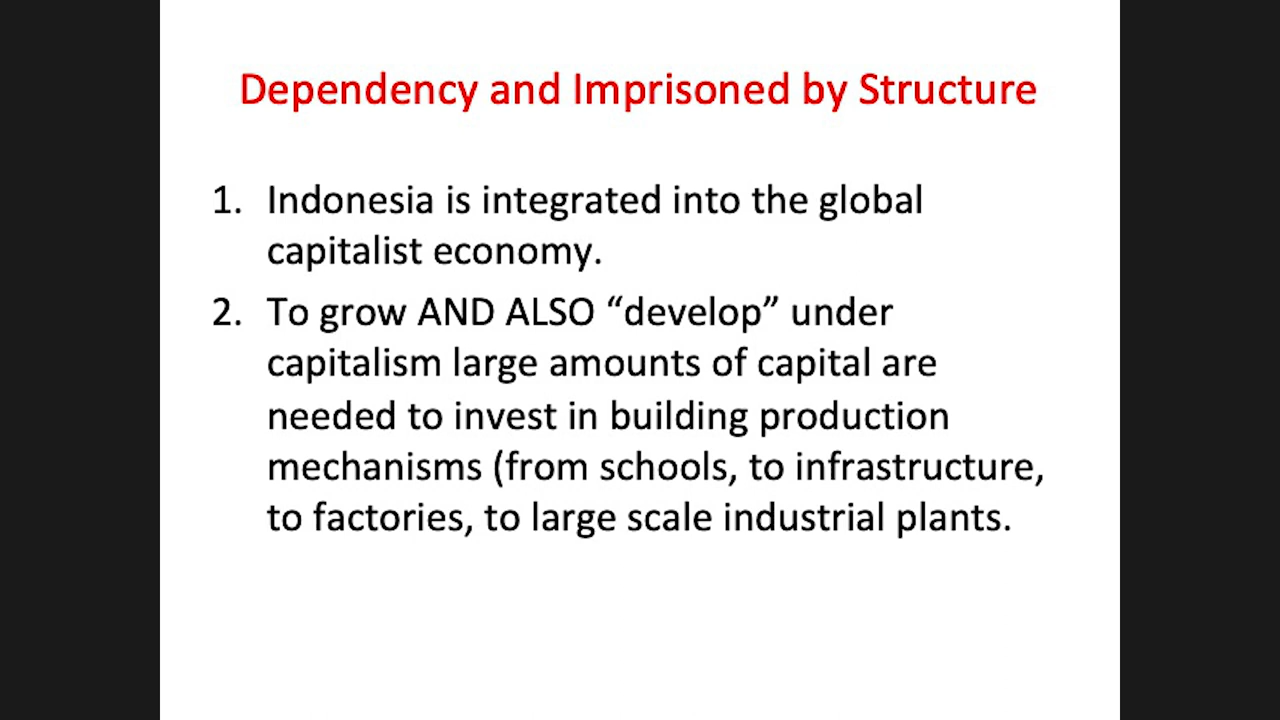 Dependency and Imprisoned by Structure
1. Indonesia is integrated into the global
capitalist economy.
2. To grow AND ALSO “develop” under
capitalism large amounts of capital are
needed to invest in building production
mechanisms (from schools, to infrastructure,
to factories, to large scale industrial plants.